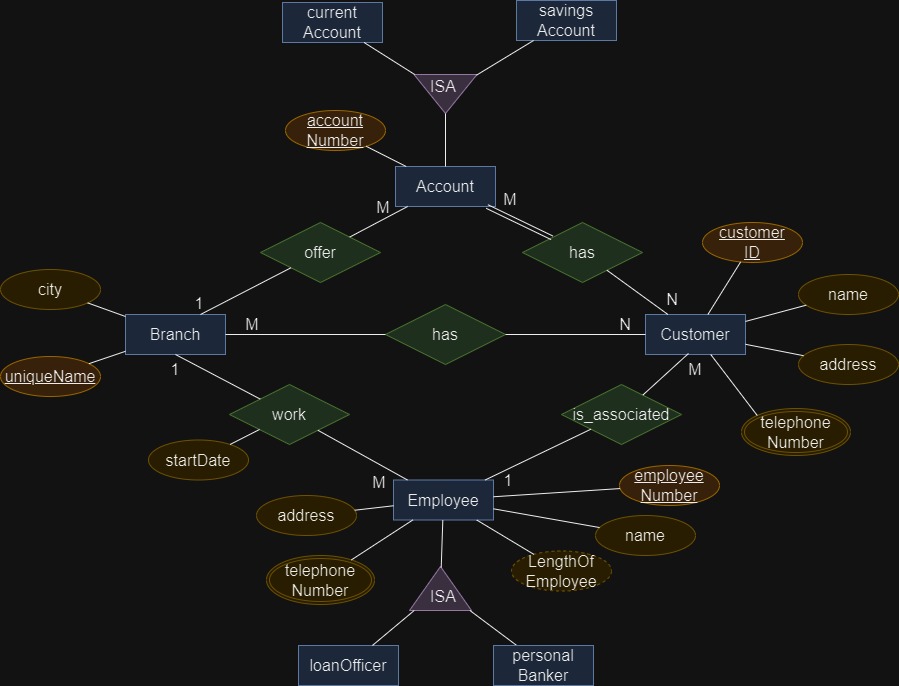 current
Account
savings
Account
ISA
account
Number
Account
M
M
offer
has
customer
ID
city
1
N
name
Branch
M
has
N
Customer
uniqueName
1
M
address
work
is_associated
telephone
Number
startDate
M
1
employee
Number
Employee
address
name
telephone
Number
LengthOf
Employee
ISA
loanOfficer
personal
Banker